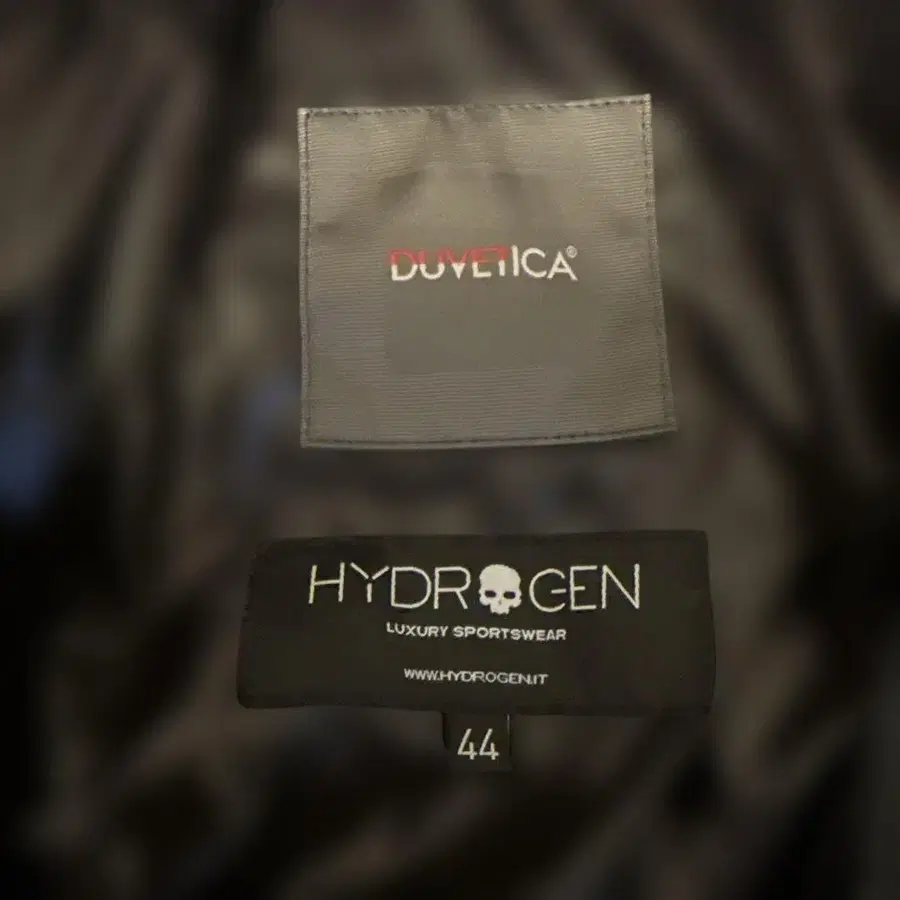 DUVETICA®
HYDROGEN
LUXURY SPORTSWEAR
WWW.HYDROGEN.IT
44